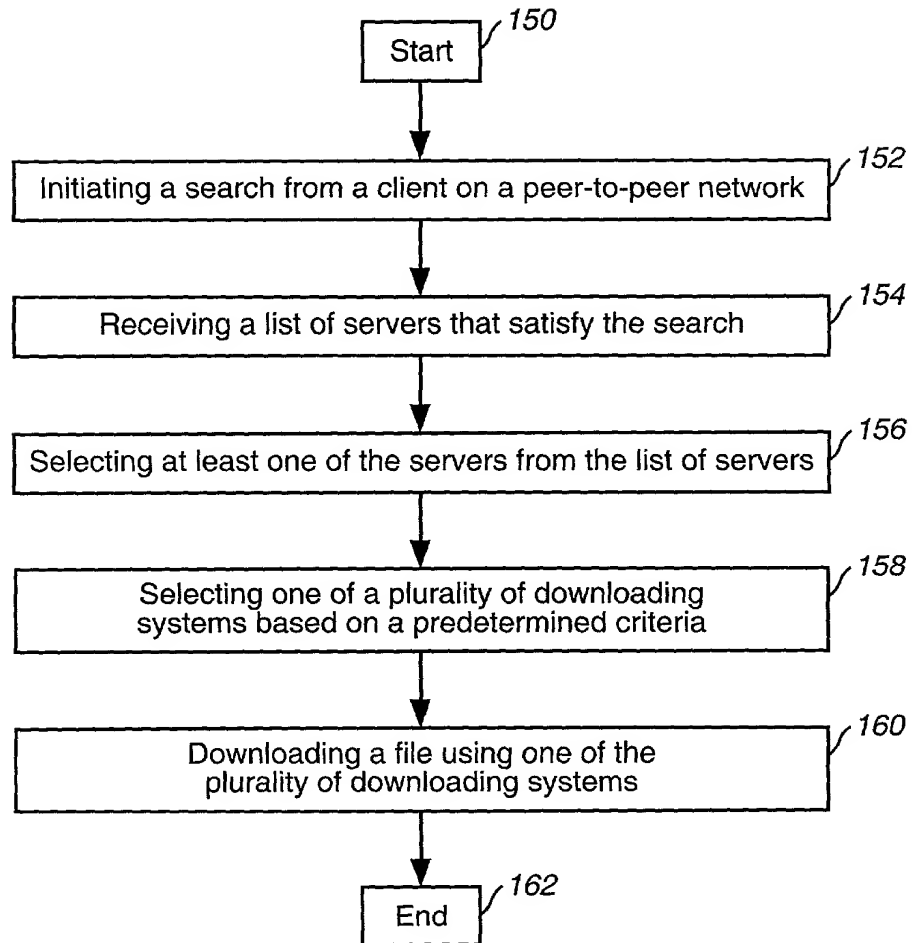 150
Start
152
Initiating a search from a client on a peer-to-peer network
154
Receiving a list of servers that satisfy the search
156
Selecting at least one of the servers from the list of servers
158
Selecting one of a plurality of downloading
systems based on a predetermined criteria
160
Downloading a file using one of the
plurality of downloading systems
162
End